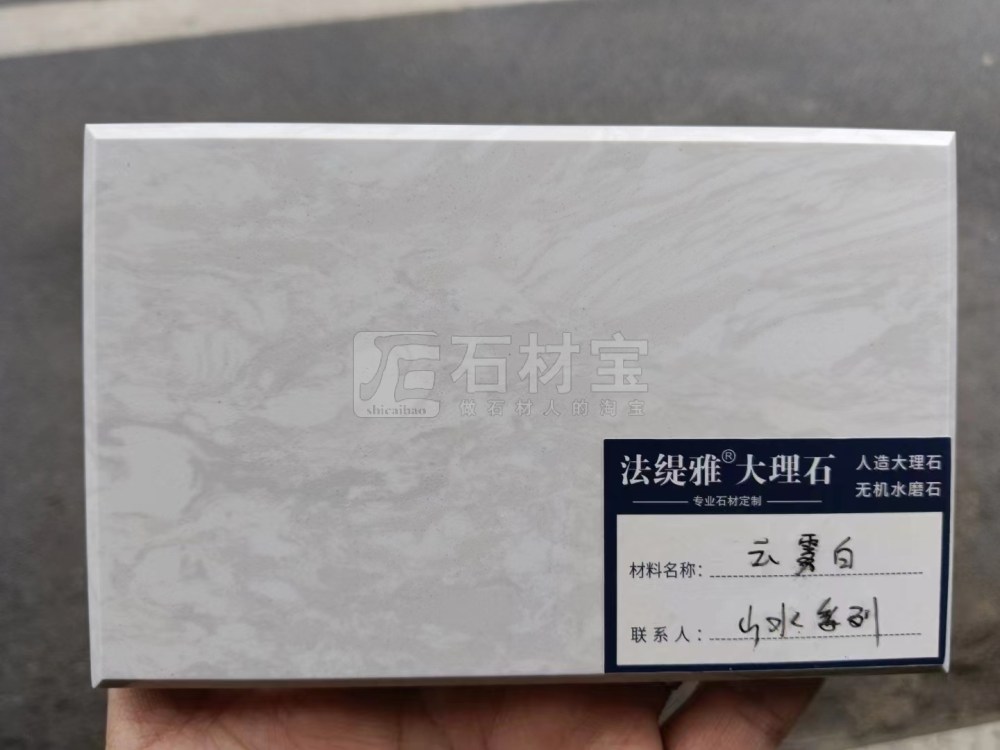 石材宝
shicaibao
做石材人的淘宝
法缇雅®大理石
专业石材定制
人造大理石
无机水磨石
材料名称：云雾白
联系人：山水系列